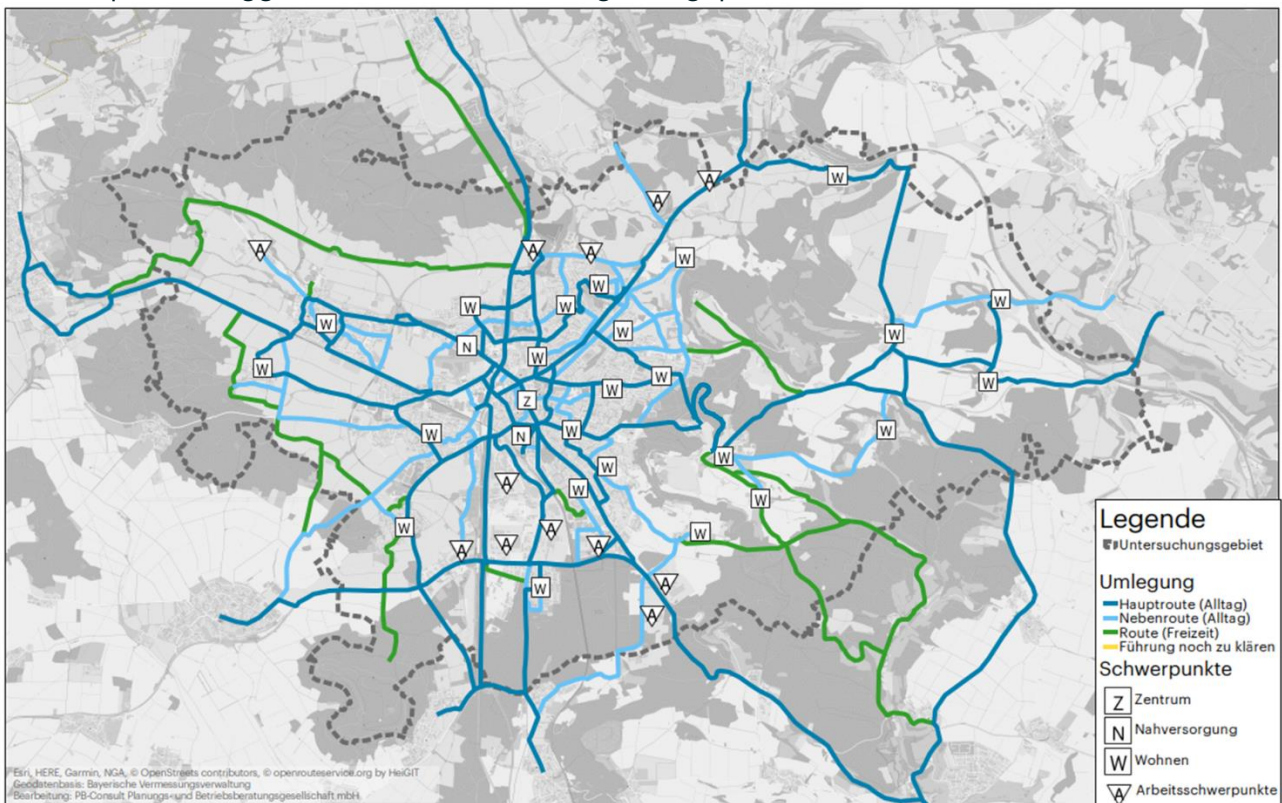 A
A
W
A
A
A
W
W
W
W
W
W
W
N
W
W
W
W
W
W
Z
W
W
N
W
W
W
W
A
W
W
W
A
W
A
A
A
A
W
A
Legende
Untersuchungsgebiet
Umlegung
Hauptroute (Alltag)
Nebenroute (Alltag)
Route (Freizeit)
Führung noch zu klären
Schwerpunkte
Z Zentrum
N Nahversorgung
W Wohnen
A Arbeitsschwerpunkte
Esri, HERE, Garmin, NGA, © OpenStreets contributors, © openrouteservice.org by HeiGIT
Geodatenbasis: Bayerische Vermessungsverwaltung
Bearbeitung: PB-Consult Planungs- und Betriebsberatungsgesellschaft mbH